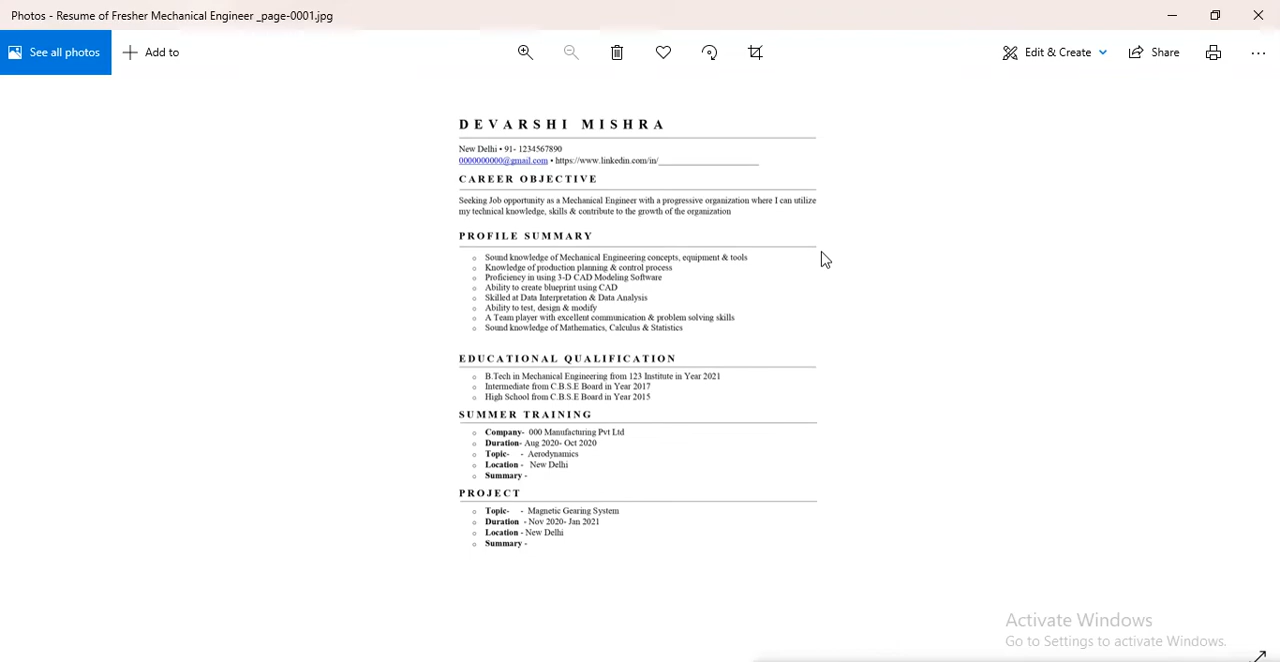 Photos - Resume of Fresher Mechanical Engineer _page-0001.jpg
See all photos
Add to
Edit & Create
Share
DEVARSHI MISHRA
New Delhi • 91- 1234567890
0000000000@gmail.com • https://www.linkedin.com/in/______________________
CAREER OBJECTIVE
Seeking Job opportunity as a Mechanical Engineer with a progressive organization where I can utilize
my technical knowledge, skills & contribute to the growth of the organization
PROFILE SUMMARY
o Sound knowledge of Mechanical Engineering concepts, equipment & tools
o Knowledge of production planning & control process
o Proficiency in using 3-D CAD Modeling Software
o Ability to create blueprint using CAD
o Skilled at Data Interpretation & Data Analysis
o Ability to test, design & modify
o A Team player with excellent communication & problem solving skills
o Sound knowledge of Mathematics, Calculus & Statistics
EDUCATIONAL QUALIFICATION
o B.Tech in Mechanical Engineering from 123 Institute in Year 2021
o Intermediate from C.B.S.E Board in Year 2017
o High School from C.B.S.E Board in Year 2015
SUMMER TRAINING
o Company- 000 Manufacturing Pvt Ltd
o Duration- Aug 2020- Oct 2020
o Topic- - Aerodynamics
o Location - New Delhi
o Summary -
PROJECT
o Topic- - Magnetic Gearing System
o Duration - Nov 2020- Jan 2021
o Location - New Delhi
o Summary -
Activate Windows
Go to Settings to activate Windows.